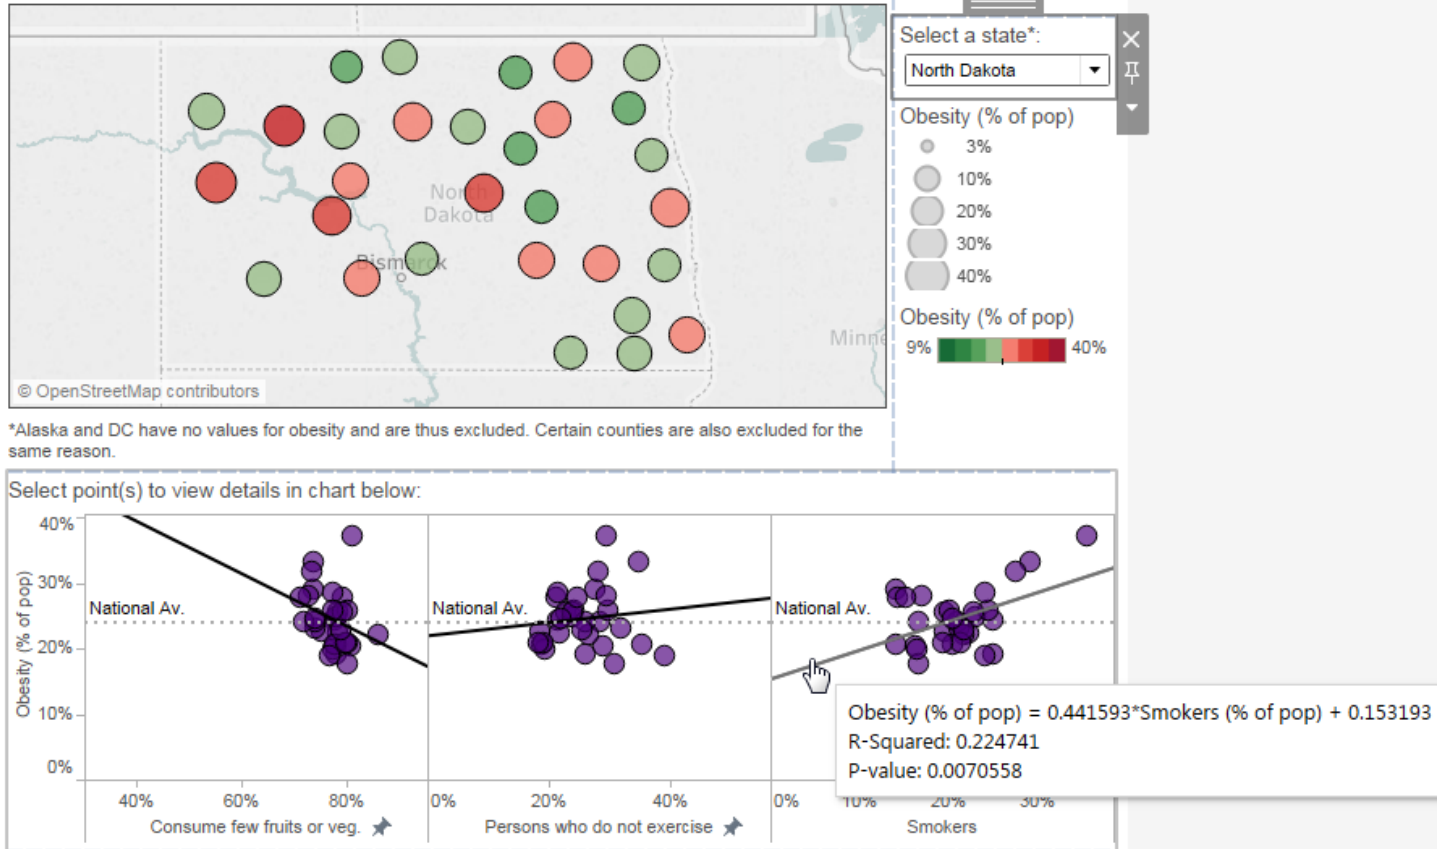 Select a state*:
North Dakota
Obesity (% of pop)
3%
10%
20%
30%
40%
Obesity (% of pop)
9%
40%
North
Dakota
Bismarck
Minne
© OpenStreetMap contributors
*Alaska and DC have no values for obesity and are thus excluded. Certain counties are also excluded for the
same reason.
Select point(s) to view details in chart below:
Obesity (% of pop)
40%
30%
20%
10%
0%
National Av.
National Av.
National Av.
Obesity (% of pop) = 0.441593*Smokers (% of pop) + 0.153193
R-Squared: 0.224741
P-value: 0.0070558
40%
60%
80%
0%
20%
40%
0%
10%
20%
30%
Consume few fruits or veg.
Persons who do not exercise
Smokers